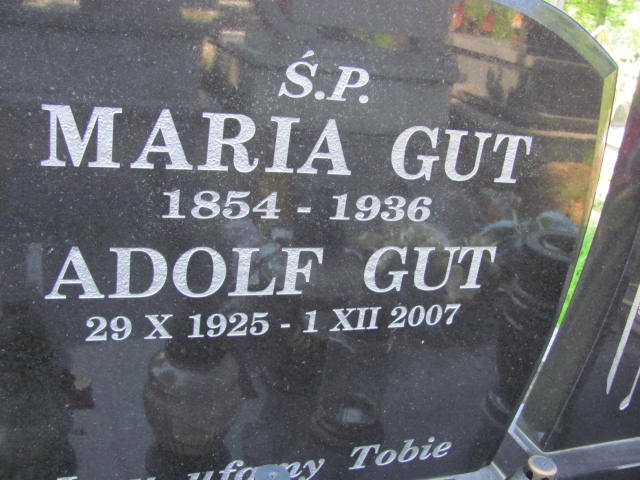 Ś.P.
MARIA GUT
1854 - 1936
ADOLF GUT
29 X 1925 - 1 XII 2007
Tobie